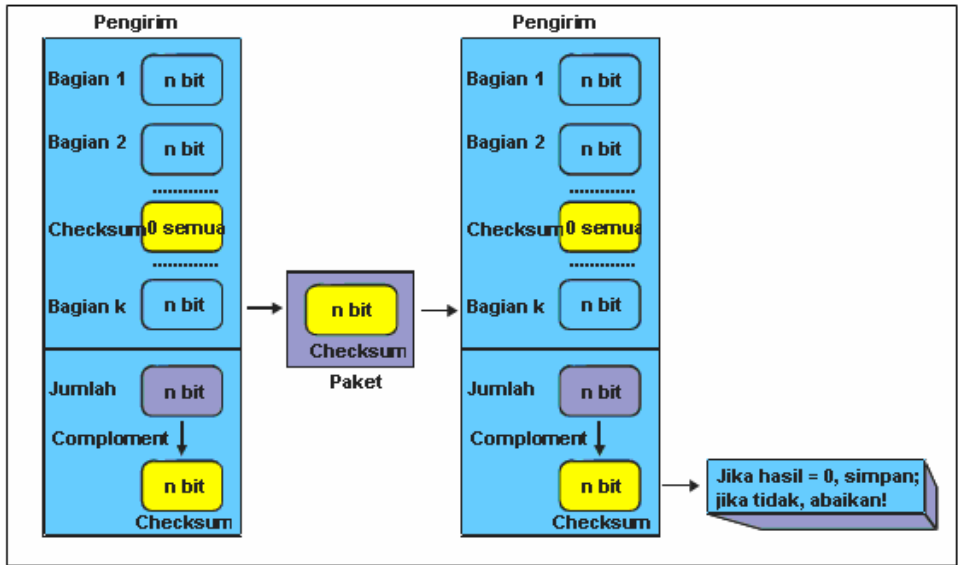 Pengirim
Bagian 1
n bit
Bagian 2
n bit
.............
Checksum
0 semua
.............
Bagian k
n bit
Jumlah
n bit
Comploment
n bit
Checksum
n bit
Checksum
Paket
Pengirim
Bagian 1
n bit
Bagian 2
n bit
.............
Checksum
0 semua
.............
Bagian k
n bit
Jumlah
n bit
Comploment
n bit
Checksum
Jika hasil = 0, simpan;
jika tidak, abaikan!